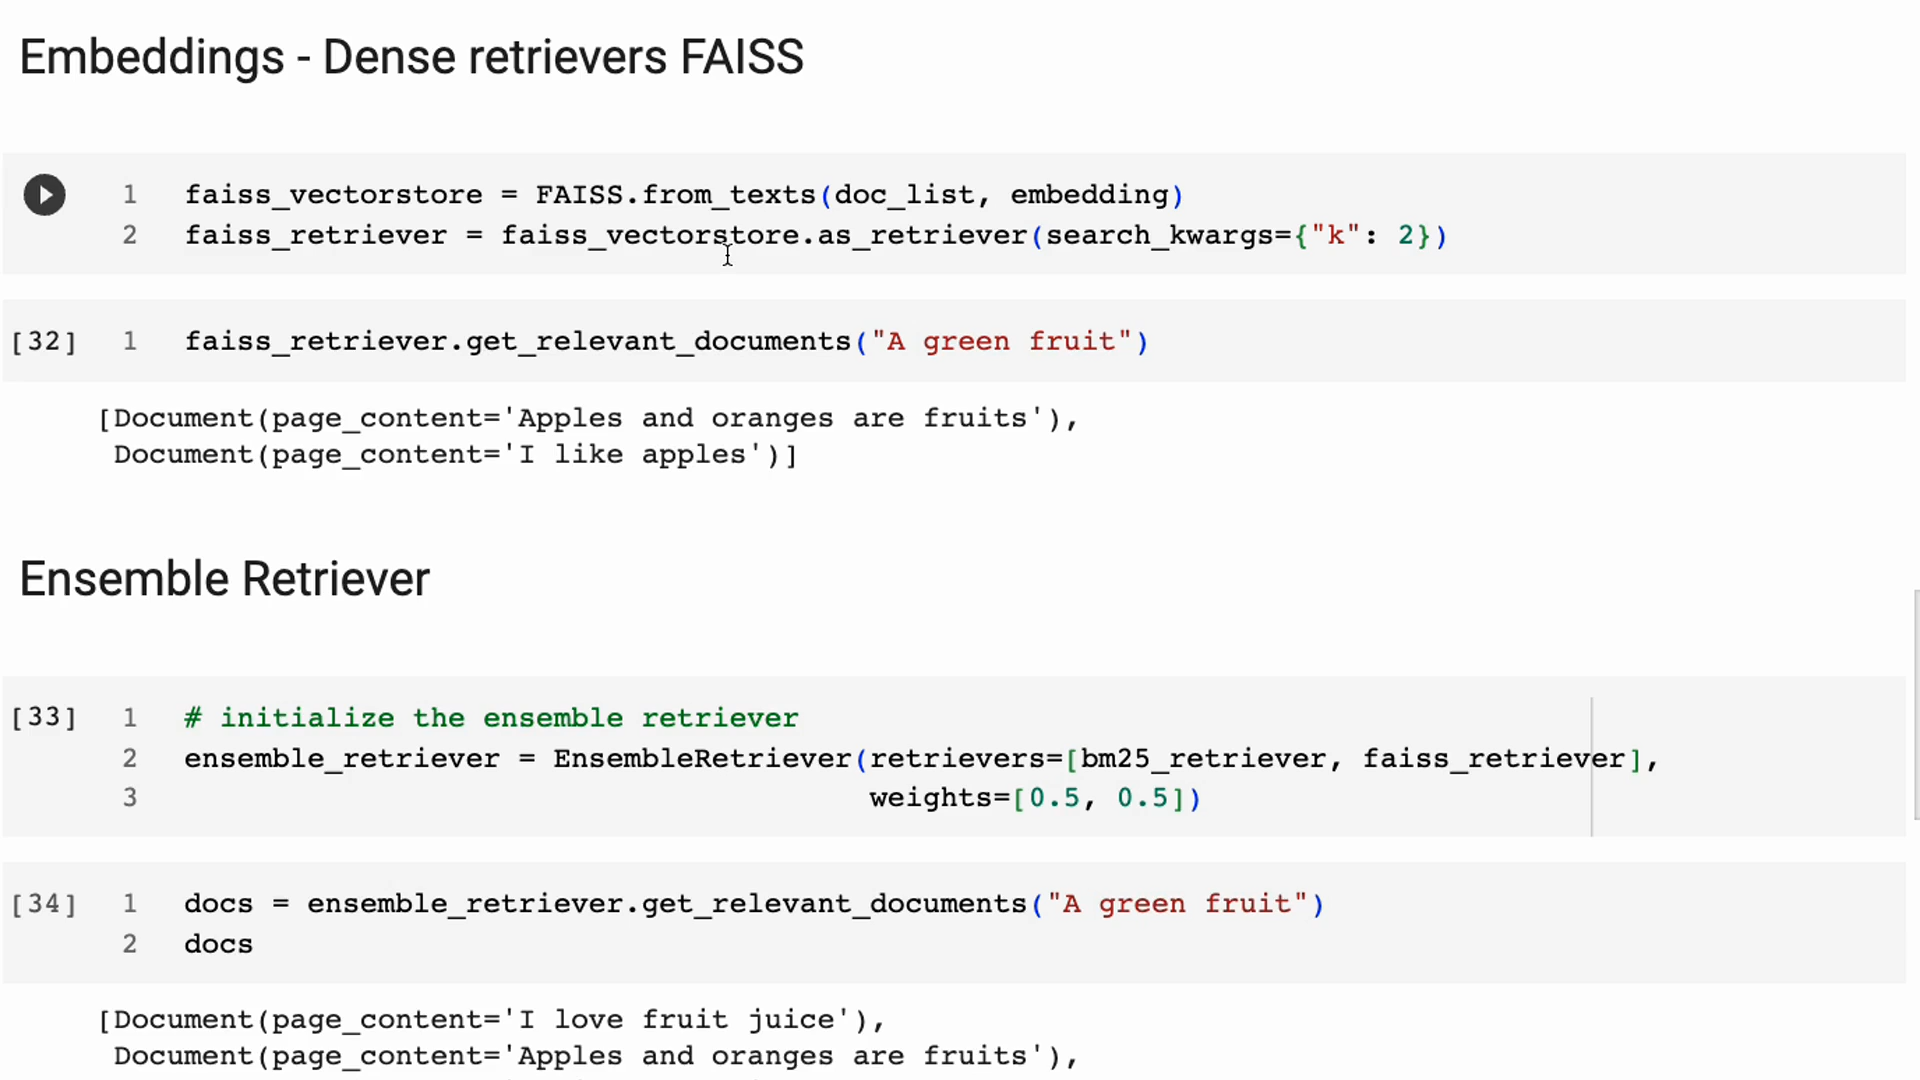 Embeddings - Dense retrievers FAISS
1 faiss_vectorstore = FAISS.from_texts(doc_list, embedding)
2 faiss_retriever = faiss_vectorstore.as_retriever(search_kwargs={"k": 2})
[32] 1 faiss_retriever.get_relevant_documents("A green fruit")
[Document(page_content='Apples and oranges are fruits'),
Document(page_content='I like apples')]
Ensemble Retriever
[33] 1 # initialize the ensemble retriever
2 ensemble_retriever = EnsembleRetriever(retrievers=[bm25_retriever, faiss_retriever],
3 weights=[0.5, 0.5])
[34] 1 docs = ensemble_retriever.get_relevant_documents("A green fruit")
2 docs
[Document(page_content='I love fruit juice'),
Document(page_content='Apples and oranges are fruits'),